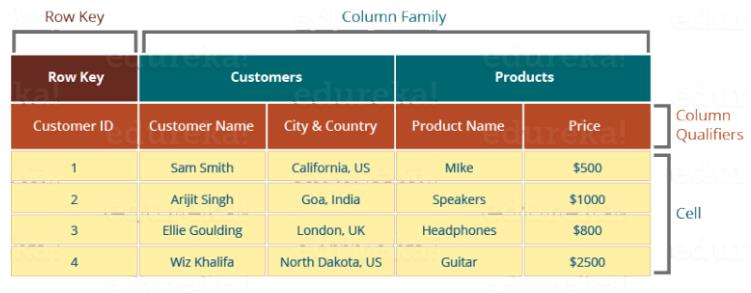 Row Key Column Family
Row Key Customers Products
Customer ID Customer Name City & Country Product Name Price
Column
Qualifiers
1 Sam Smith California, US MIke $500
2 Arijit Singh Goa, India Speakers $1000
Cell
3 Ellie Goulding London, UK Headphones $800
4 Wiz Khalifa North Dakota, US Guitar $2500
edureka!